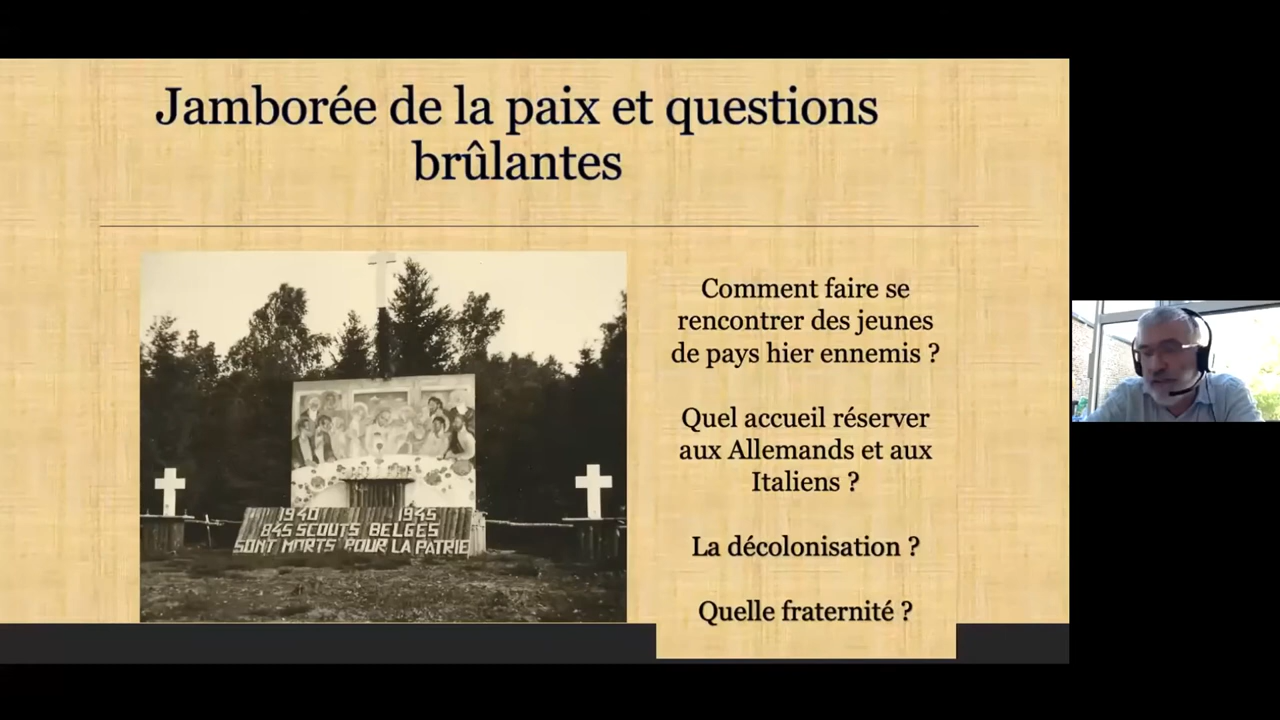 Jamborée de la paix et questions
brûlantes
1940 1945
845 SCOUTS BELGES
SONT MORTS POUR LA PATRIE
Comment faire se
rencontrer des jeunes
de pays hier ennemis ?
Quel accueil réserver
aux Allemands et aux
Italiens ?
La décolonisation ?
Quelle fraternité ?